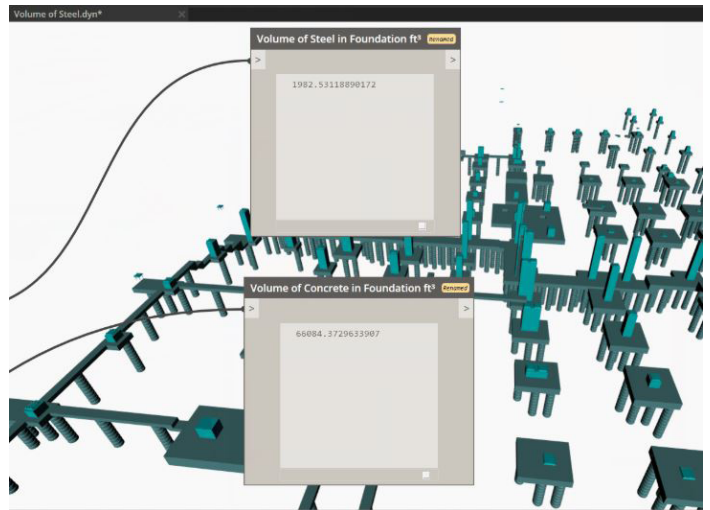 Volume of Steel.dyn*
Volume of Steel in Foundation ft³ Renamed
>
>
1982.53118890172
Volume of Concrete in Foundation ft³ Renamed
>
>
66084.3729633907